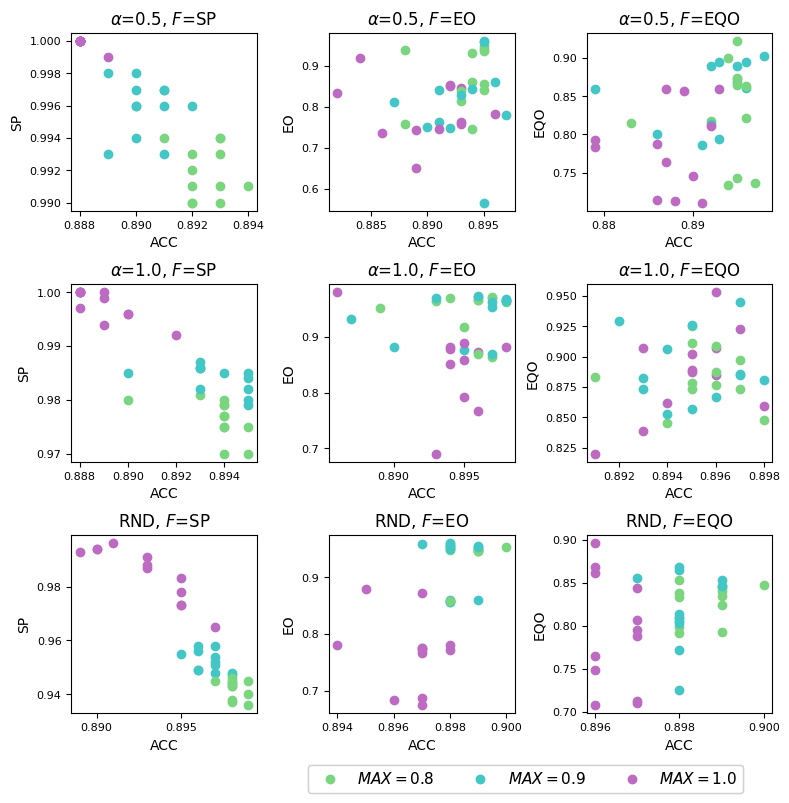 α=0.5, F=SP
α=0.5, F=EO
α=0.5, F=EQO
1.000
0.998
0.996
0.994
0.992
0.990
SP
0.888
0.890
0.892
0.894
ACC
0.9
0.8
0.7
0.6
EO
0.885
0.890
0.895
ACC
0.90
0.85
0.80
0.75
EQO
0.88
0.89
ACC
α=1.0, F=SP
α=1.0, F=EO
α=1.0, F=EQO
1.00
0.99
0.98
0.97
SP
0.888
0.890
0.892
0.894
ACC
0.9
0.8
0.7
EO
0.890
0.895
ACC
0.950
0.925
0.900
0.875
0.850
0.825
EQO
0.892
0.894
0.896
0.898
ACC
RND, F=SP
RND, F=EO
RND, F=EQO
0.98
0.96
0.94
SP
0.890
0.895
ACC
0.9
0.8
0.7
EO
0.894
0.896
0.898
0.900
ACC
0.90
0.85
0.80
0.75
0.70
EQO
0.896
0.898
0.900
ACC
MAX = 0.8
MAX = 0.9
MAX = 1.0